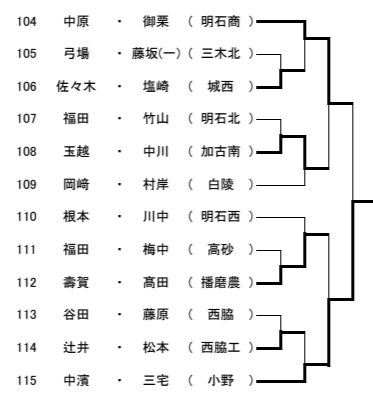 104 中原 ・ 御栗 ( 明石商 )
105 弓場 ・ 藤坂(一) ( 三木北 )
106 佐々木 ・ 塩崎 ( 城西 )
107 福田 ・ 竹山 ( 明石北 )
108 玉越 ・ 中川 ( 加古南 )
109 岡﨑 ・ 村岸 ( 白陵 )
110 根本 ・ 川中 ( 明石西 )
111 福田 ・ 梅中 ( 高砂 )
112 壽賀 ・ 髙田 ( 播磨農 )
113 谷田 ・ 藤原 ( 西脇 )
114 辻井 ・ 松本 ( 西脇工 )
115 中濱 ・ 三宅 ( 小野 )